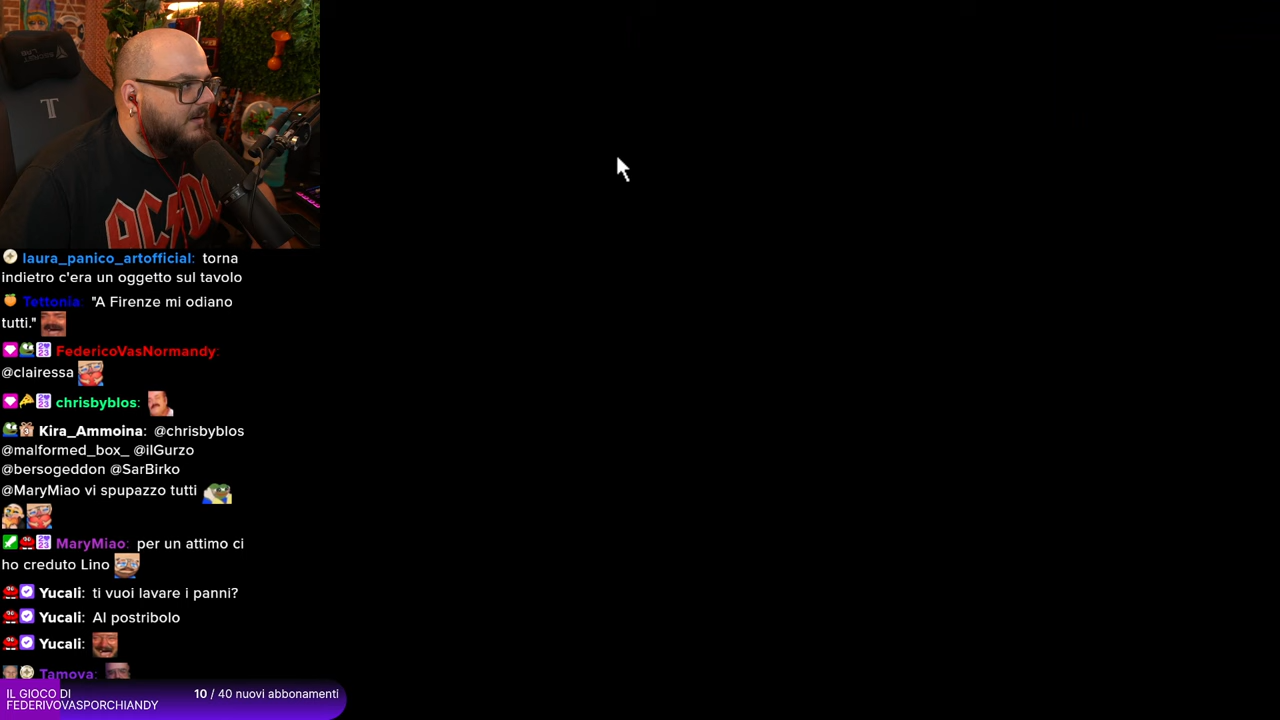 AC/DC
laura_panico_artofficial: torna
indietro c'era un oggetto sul tavolo
Tettonia "A Firenze mi odiano
tutti."
FedericoVasNormandy:
@clairessa
chrisbyblos:
Kira_Ammoina: @chrisbyblos
@malformed_box_ @ilGurzo
@bersogeddon @SarBirko
@MaryMiao vi spupazzo tutti
MaryMiao: per un attimo ci
ho creduto Lino
Yucali: ti vuoi lavare i panni?
Yucali: Al postribolo
Yucali:
Tamova:
IL GIOCO DI
FEDERIVOVASPORCHIANDY
10 / 40 nuovi abbonamenti